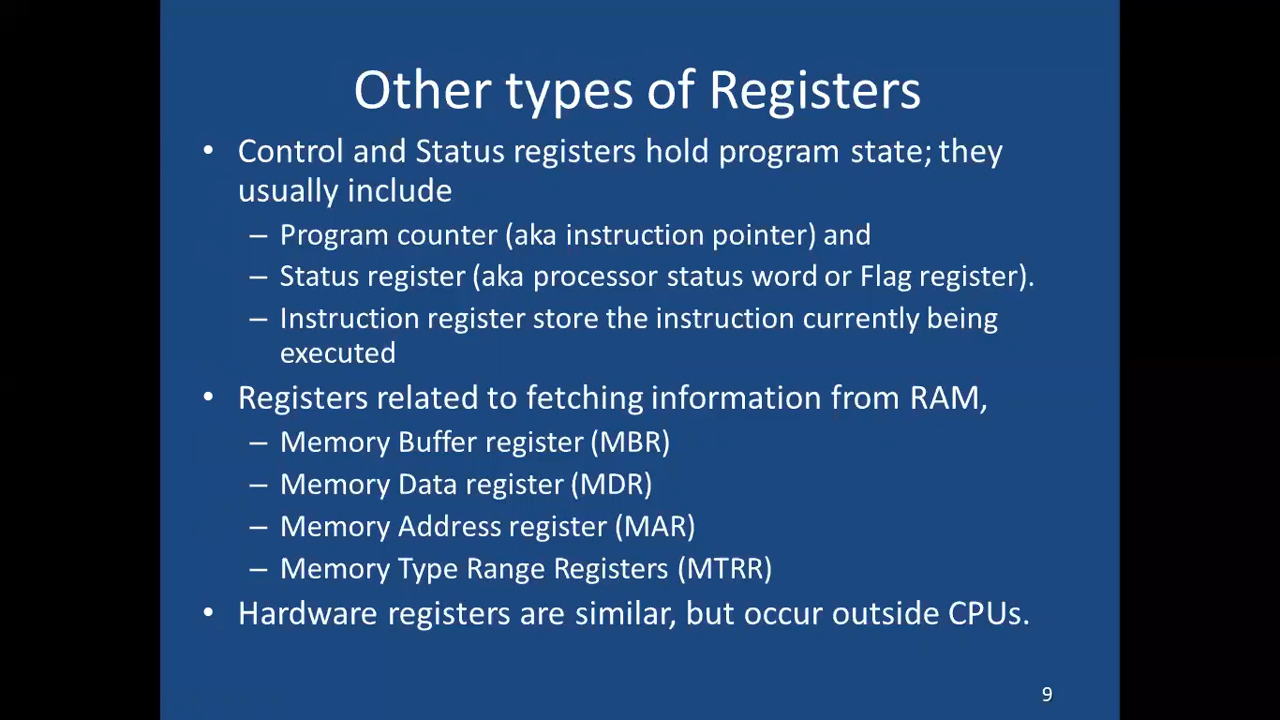 Other types of Registers
• Control and Status registers hold program state; they
usually include
– Program counter (aka instruction pointer) and
– Status register (aka processor status word or Flag register).
– Instruction register store the instruction currently being
executed
• Registers related to fetching information from RAM,
– Memory Buffer register (MBR)
– Memory Data register (MDR)
– Memory Address register (MAR)
– Memory Type Range Registers (MTRR)
• Hardware registers are similar, but occur outside CPUs.
9